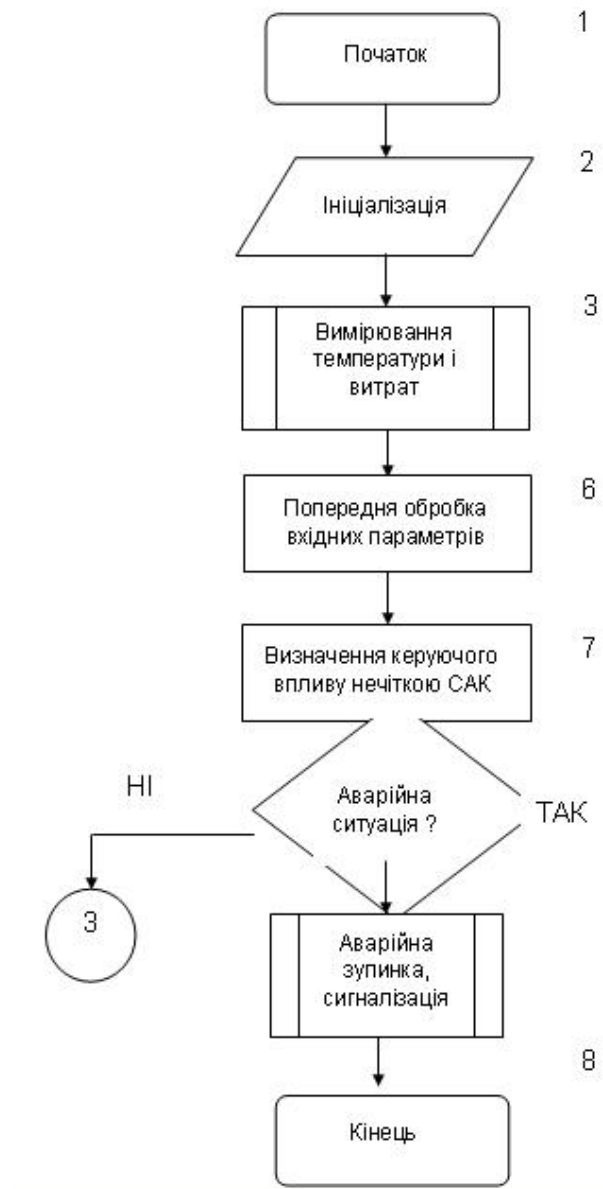 1
Початок
2
Ініціалізація
3
Вимірювання
температури і
витрат
6
Попередня обробка
вхідних параметрів
7
Визначення керуючого
впливу нечіткою САК
НІ
Аварійна
ситуація ?
ТАК
3
Аварійна
зупинка,
сигналізація
8
Кінець